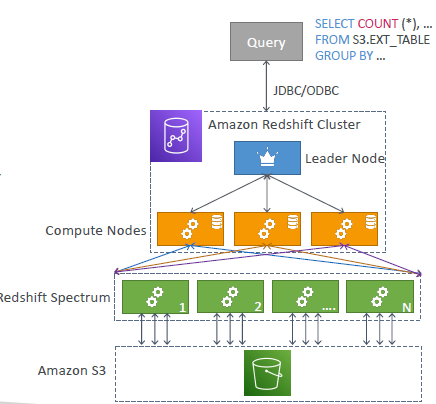 SELECT COUNT (*), …
FROM S3.EXT_TABLE
GROUP BY …
Query
JDBC/ODBC
Amazon Redshift Cluster
Leader Node
Compute Nodes
Redshift Spectrum
1
2
....
N
Amazon S3